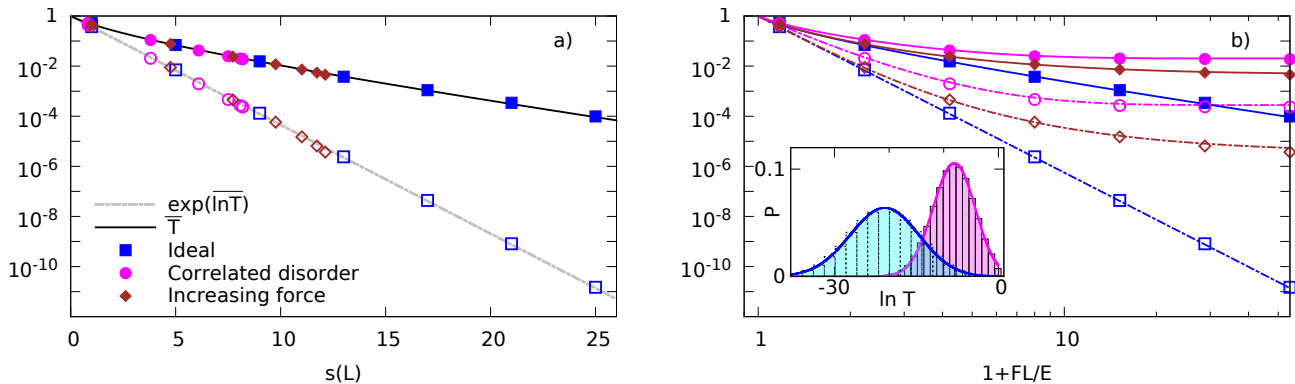 1
10^-2
10^-4
10^-6
10^-8
10^-10
a)
exp(\overline{lnT})
\overline{T}
Ideal
Correlated disorder
Increasing force
0 5 10 15 20 25
s(L)
1
10^-2
10^-4
10^-6
10^-8
10^-10
b)
0.1
P
0
-30 0
ln T
1 10
1+FL/E